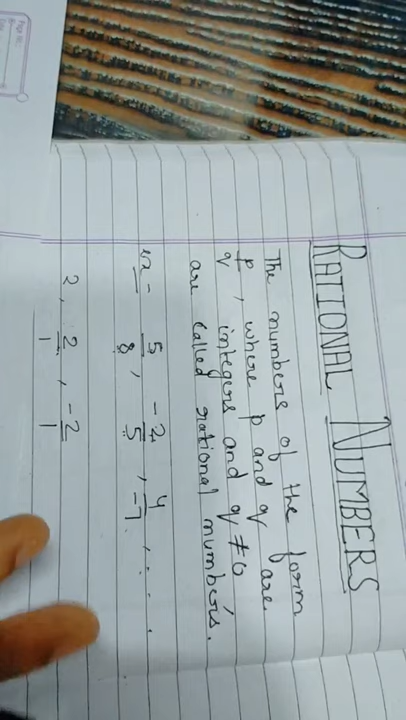 RATIONAL NUMBERS
The numbers of the form
p/q, where p and q are
integers and q ≠ 0,
are called rational numbers.
ex - 5/8, -2/5, 4/-7, ....
2, 2/1, -2/1